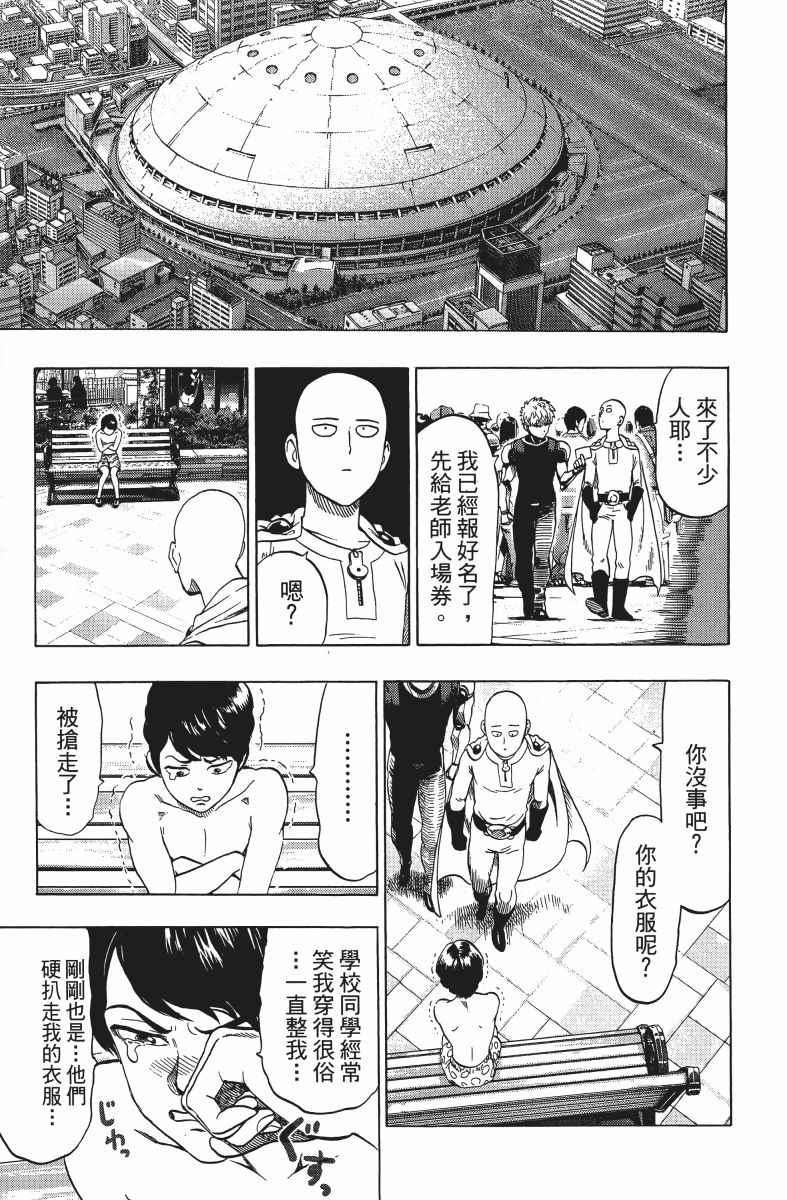 來了不少
人耶…
我已經報好名了，
先給老師入場券。
嗯？
你沒事吧？
你的衣服呢？
…………
被搶走了…
學校同學經常
笑我穿得很俗
…一直整我…
剛剛也是…他們
硬扒走我的衣服…
ぐすっ
じわっ